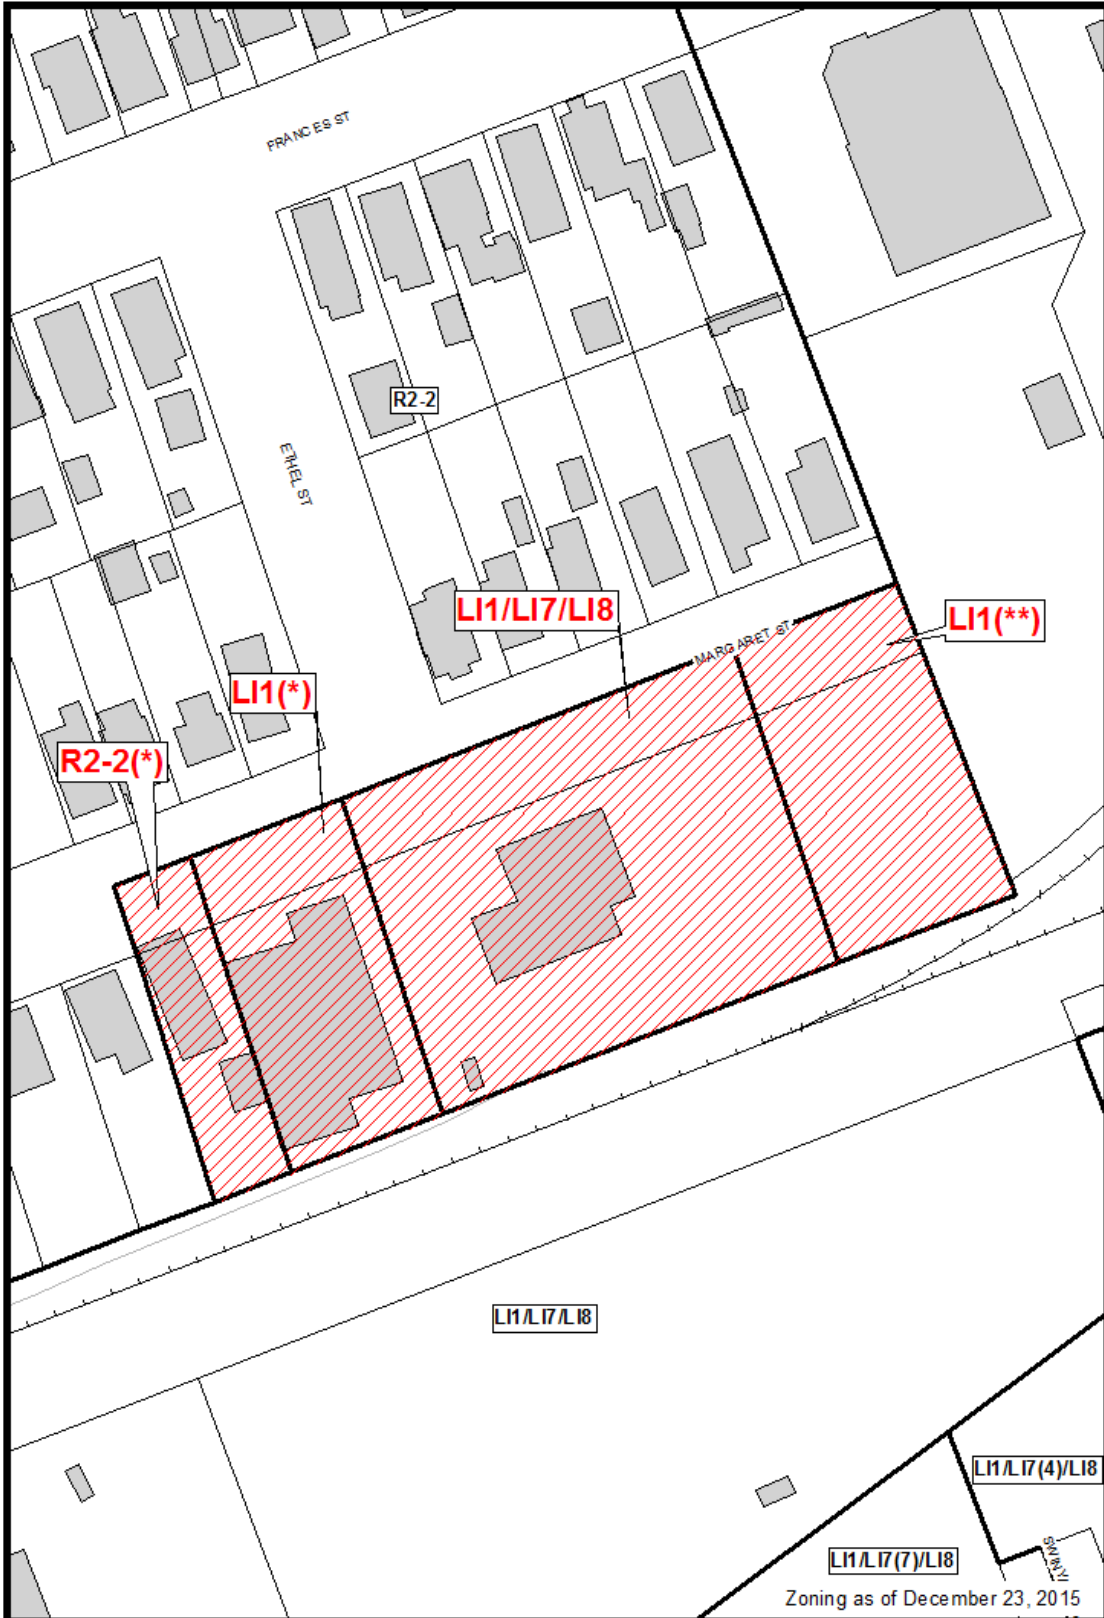 FRANCES ST
R2-2
ETHEL ST
LI1/LI7/LI8
LI1(**)
MARGARET ST
LI1(*)
R2-2(*)
LI1/LI7/LI8
LI1/LI7(4)/LI8
LI1/LI7(7)/LI8
Zoning as of December 23, 2015